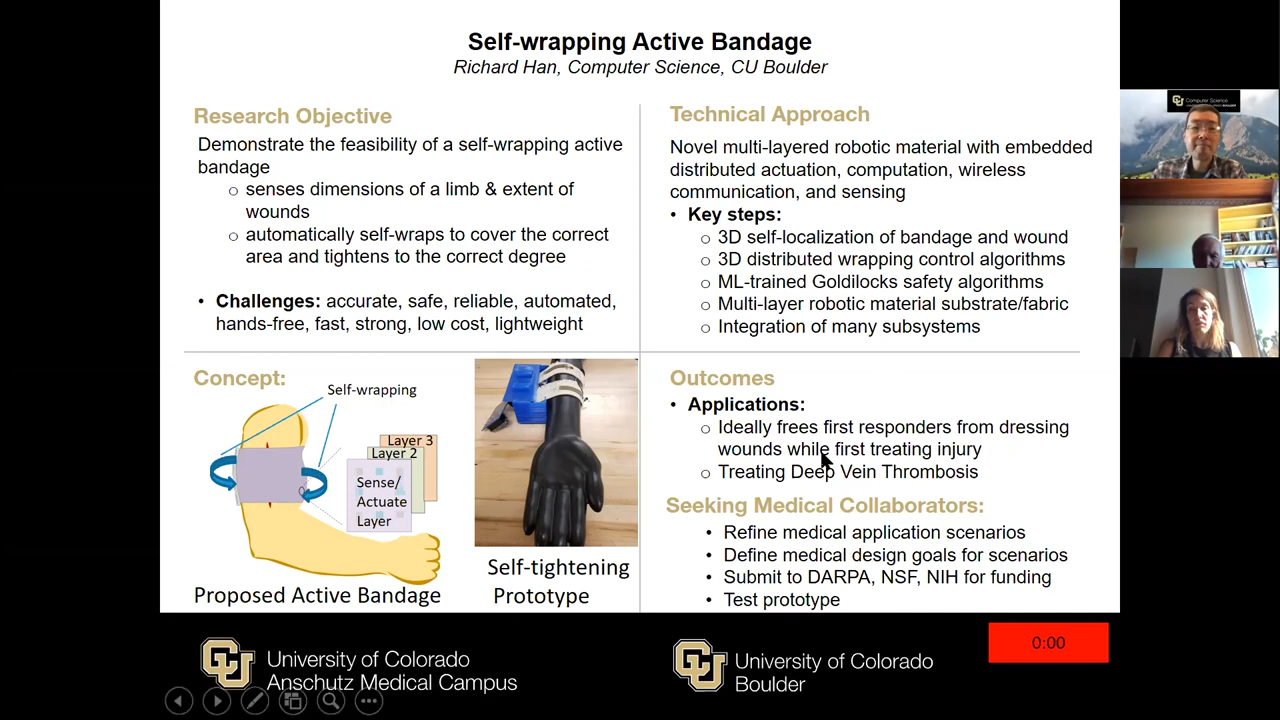 Self-wrapping Active Bandage
Richard Han, Computer Science, CU Boulder
Research Objective
Demonstrate the feasibility of a self-wrapping active
bandage
○ senses dimensions of a limb & extent of
wounds
○ automatically self-wraps to cover the correct
area and tightens to the correct degree
• Challenges: accurate, safe, reliable, automated,
hands-free, fast, strong, low cost, lightweight
Technical Approach
Novel multi-layered robotic material with embedded
distributed actuation, computation, wireless
communication, and sensing
• Key steps:
○ 3D self-localization of bandage and wound
○ 3D distributed wrapping control algorithms
○ ML-trained Goldilocks safety algorithms
○ Multi-layer robotic material substrate/fabric
○ Integration of many subsystems
Concept:
Self-wrapping
Layer 3
Layer 2
Sense/
Actuate
Layer
Proposed Active Bandage
Self-tightening
Prototype
Outcomes
• Applications:
○ Ideally frees first responders from dressing
wounds while first treating injury
○ Treating Deep Vein Thrombosis
Seeking Medical Collaborators:
• Refine medical application scenarios
• Define medical design goals for scenarios
• Submit to DARPA, NSF, NIH for funding
• Test prototype
CU
University of Colorado
Anschutz Medical Campus
CU
University of Colorado
Boulder
0:00
CU
Computer Science